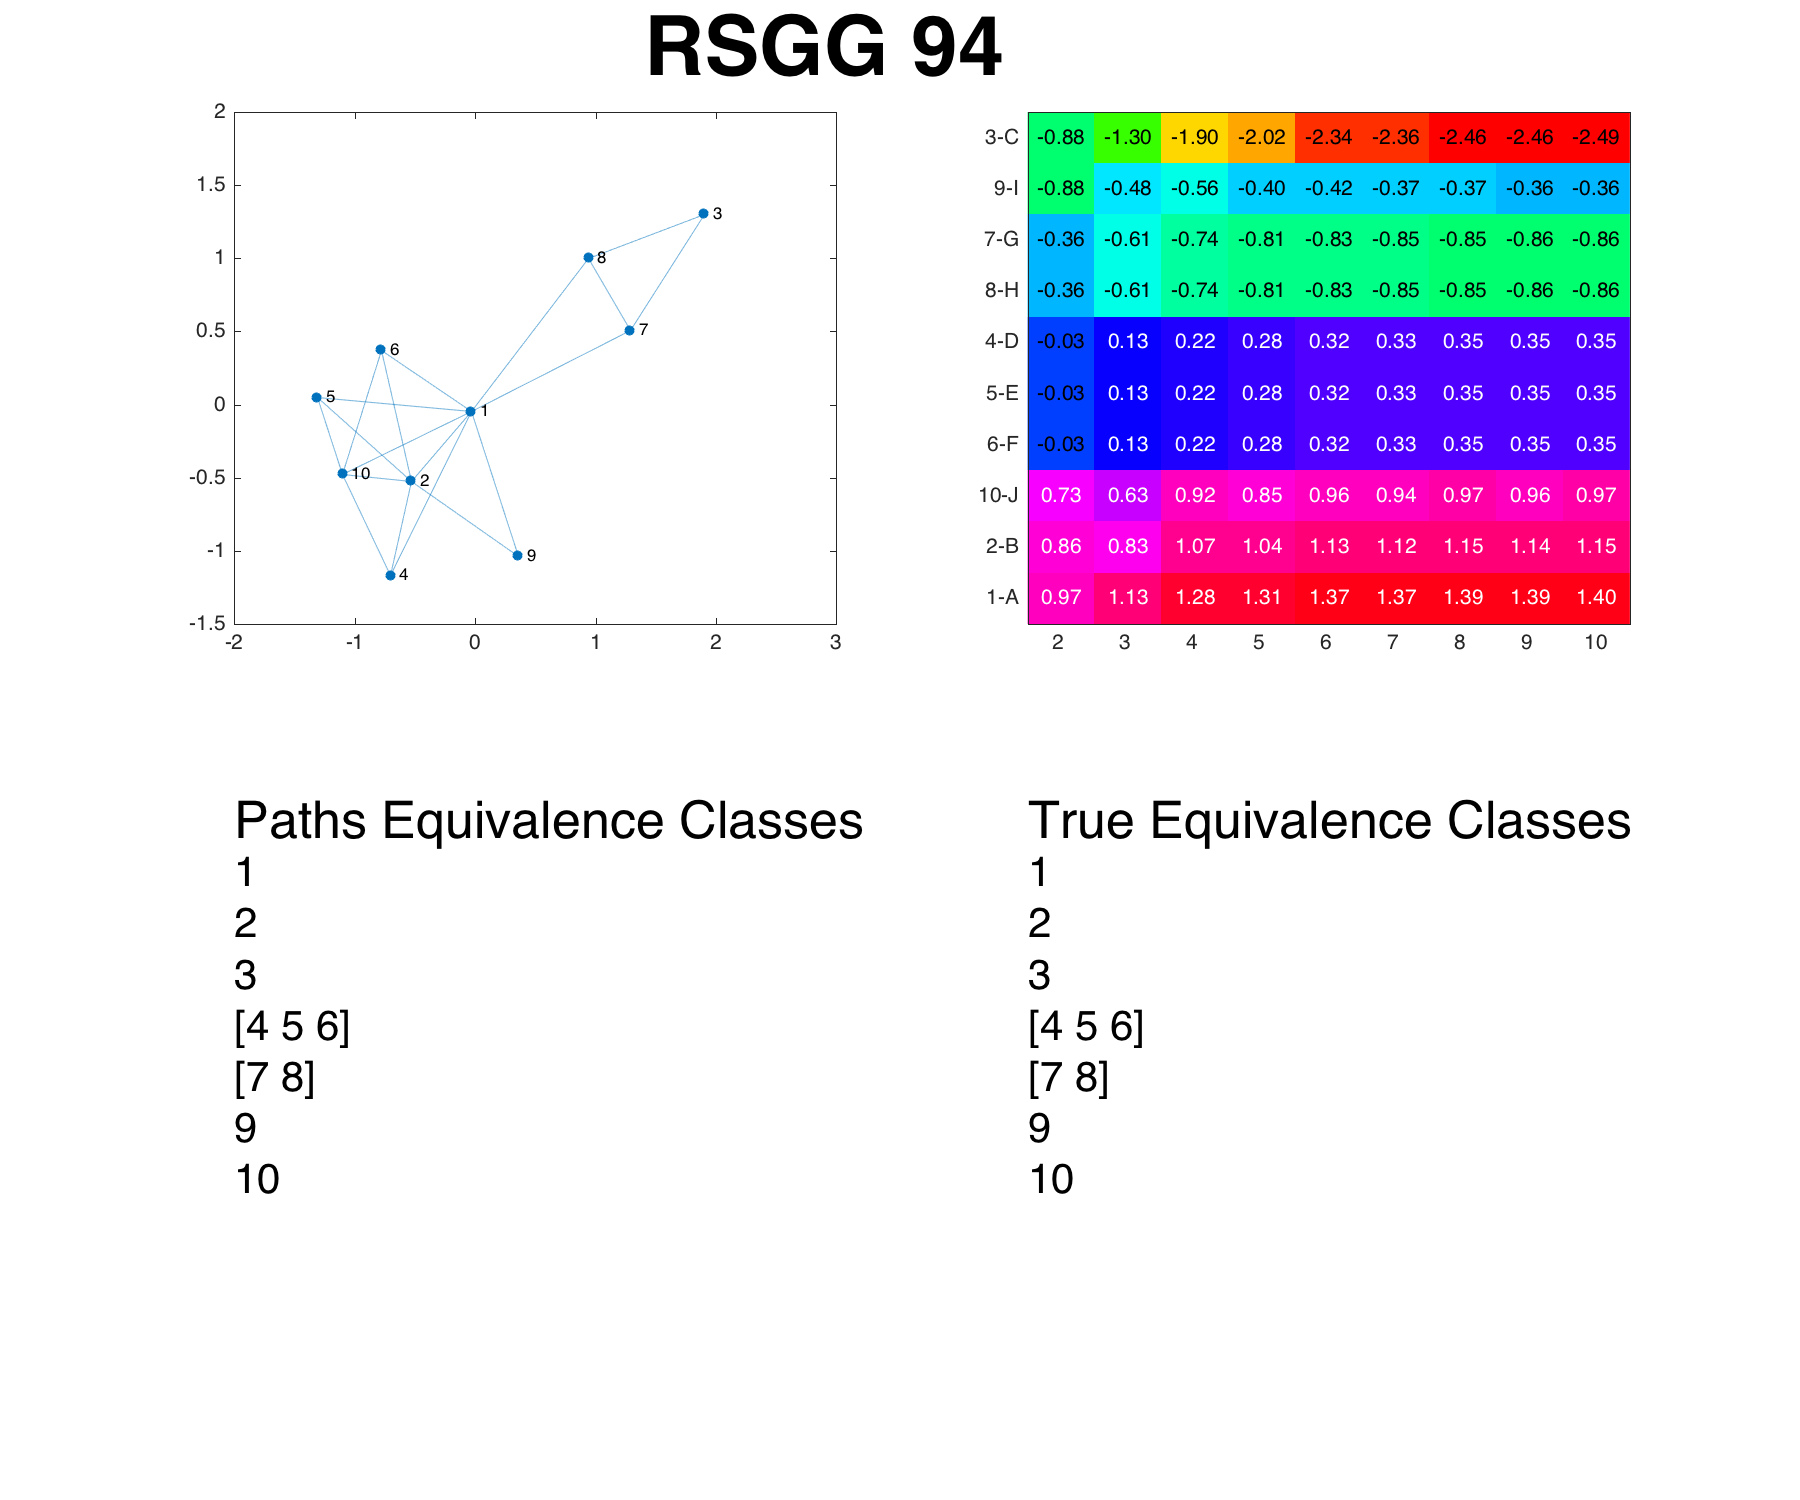 RSGG 94
2
1.5
1
0.5
0
-0.5
-1
-1.5
-2 -1 0 1 2 3
3
8
7
6
5
1
10
2
9
4
3-C -0.88 -1.30 -1.90 -2.02 -2.34 -2.36 -2.46 -2.46 -2.49
9-I -0.88 -0.48 -0.56 -0.40 -0.42 -0.37 -0.37 -0.36 -0.36
7-G -0.36 -0.61 -0.74 -0.81 -0.83 -0.85 -0.85 -0.86 -0.86
8-H -0.36 -0.61 -0.74 -0.81 -0.83 -0.85 -0.85 -0.86 -0.86
4-D -0.03 0.13 0.22 0.28 0.32 0.33 0.35 0.35 0.35
5-E -0.03 0.13 0.22 0.28 0.32 0.33 0.35 0.35 0.35
6-F -0.03 0.13 0.22 0.28 0.32 0.33 0.35 0.35 0.35
10-J 0.73 0.63 0.92 0.85 0.96 0.94 0.97 0.96 0.97
2-B 0.86 0.83 1.07 1.04 1.13 1.12 1.15 1.14 1.15
1-A 0.97 1.13 1.28 1.31 1.37 1.37 1.39 1.39 1.40
2 3 4 5 6 7 8 9 10
Paths Equivalence Classes
1
2
3
[4 5 6]
[7 8]
9
10
True Equivalence Classes
1
2
3
[4 5 6]
[7 8]
9
10